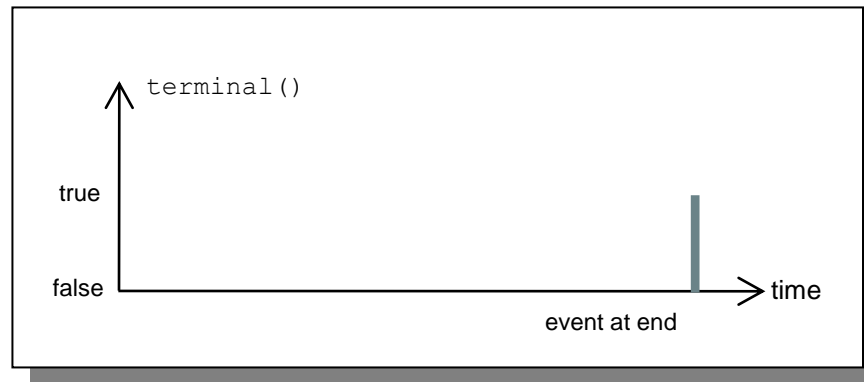 terminal()
true
false
time
event at end